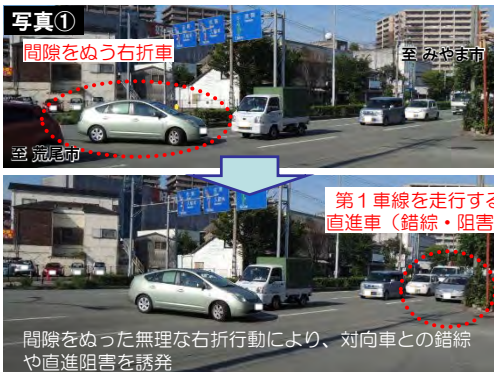 写真①
間隙をぬう右折車
至 みやま市
至 荒尾市
第１車線を走行する
直進車（錯綜・阻害
間隙をぬった無理な右折行動により、対向車との錯綜
や直進阻害を誘発